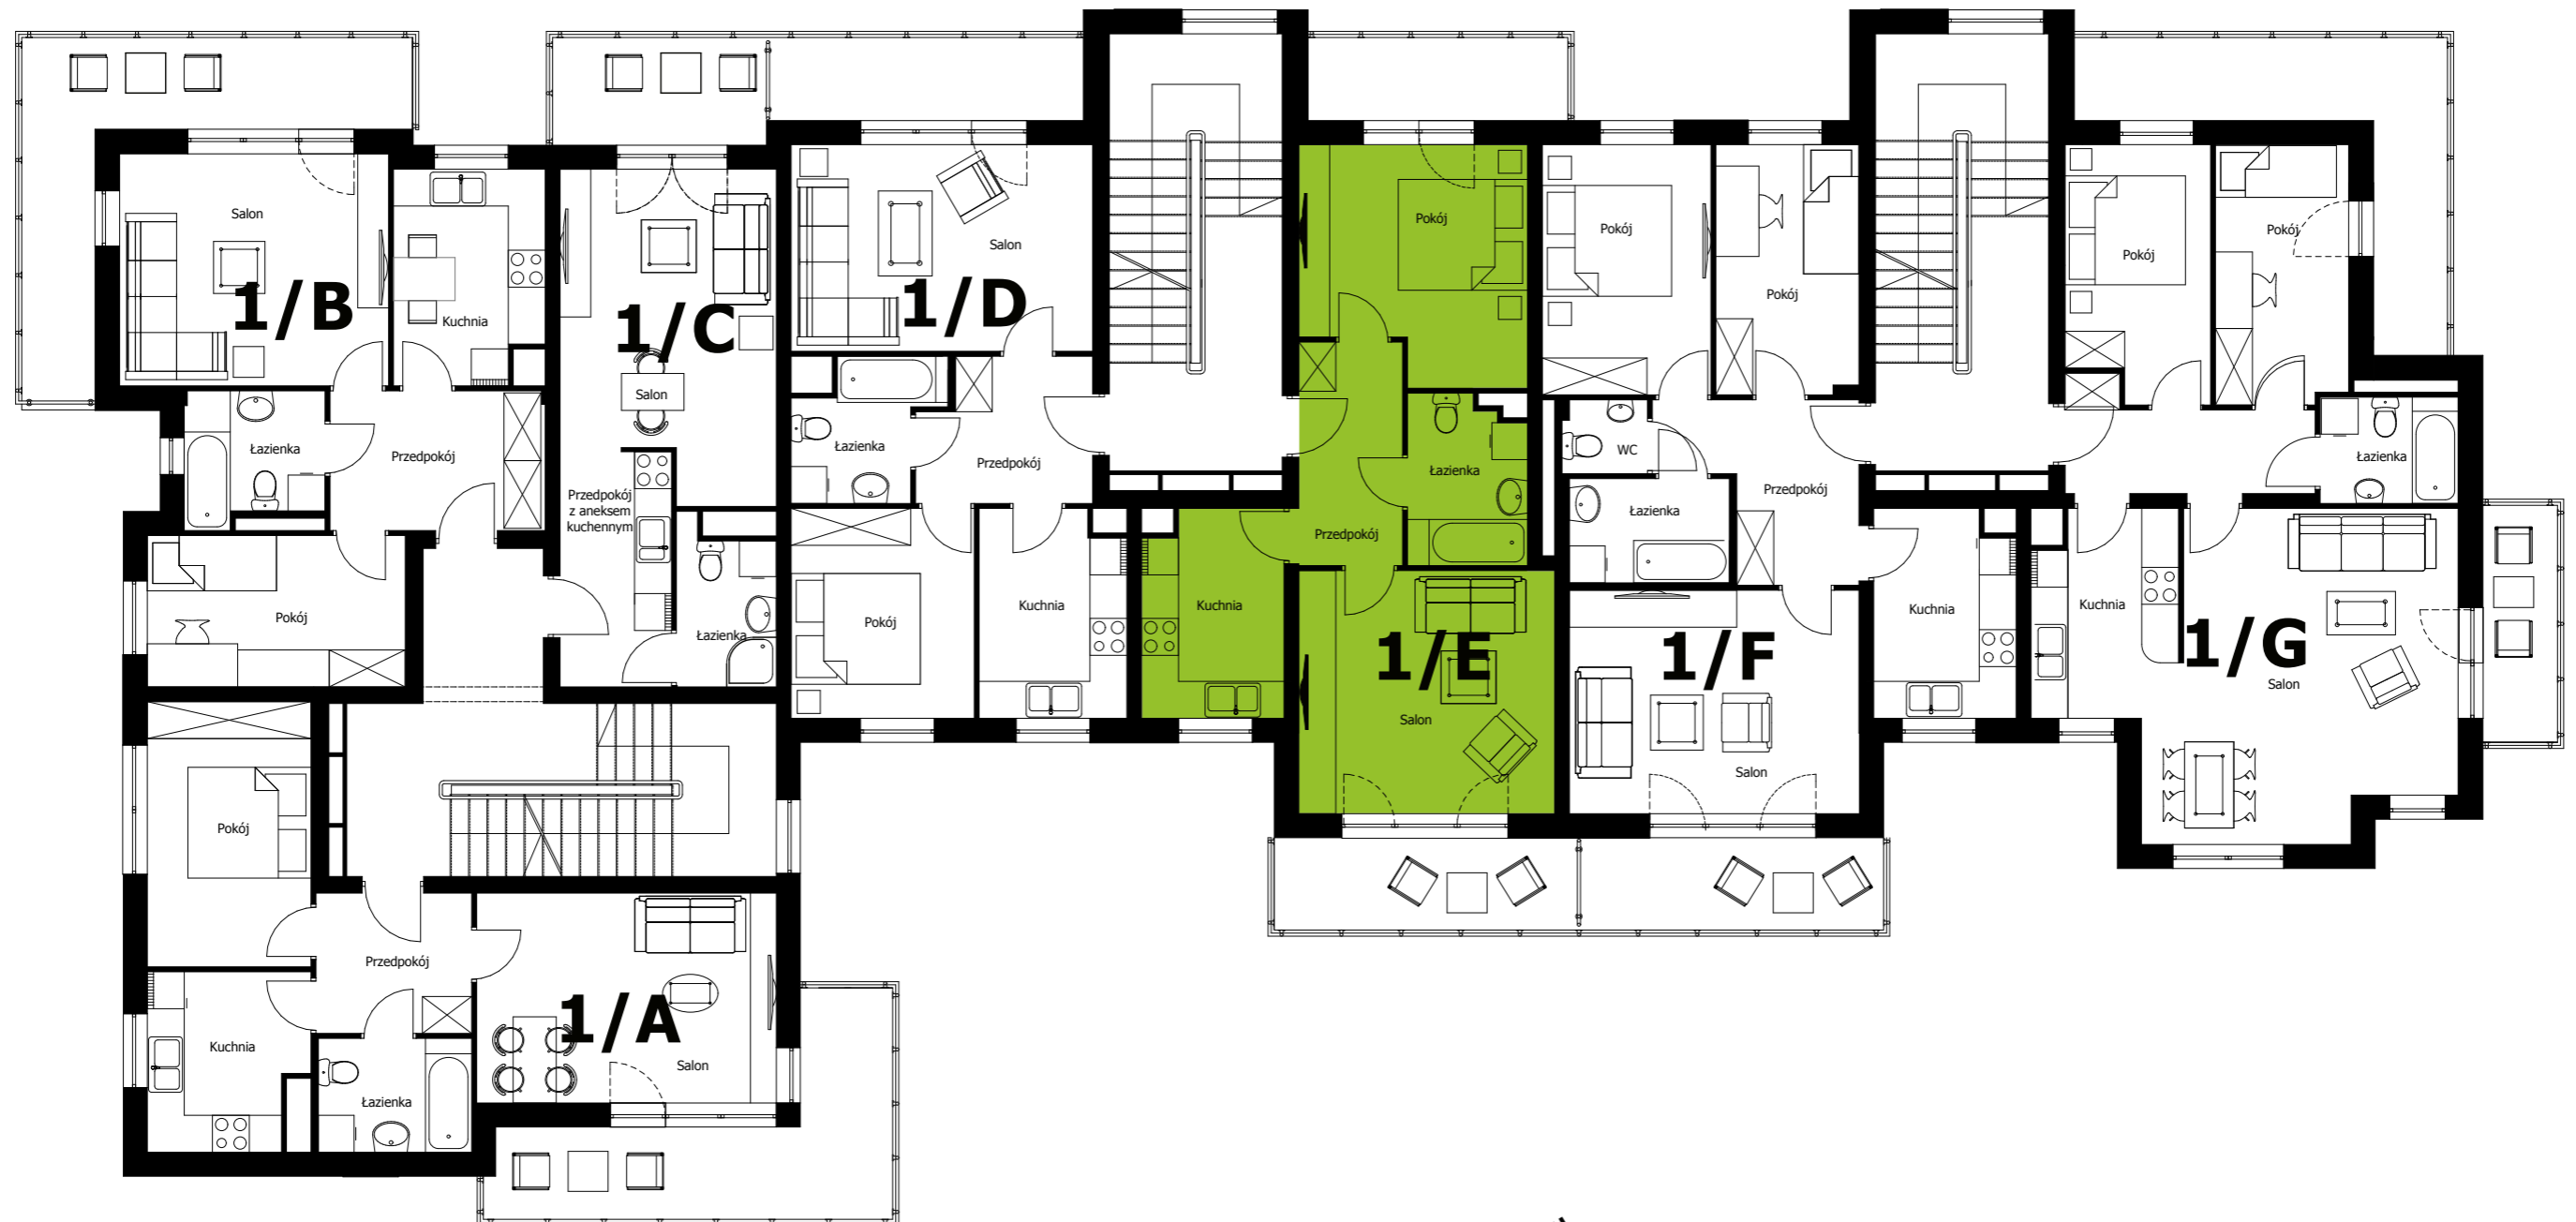 Salon
1/B
Kuchnia
Łazienka
Przedpokój
Pokój
1/C
Salon
Przedpokój
z aneksem
kuchennym
Łazienka
Salon
1/D
Łazienka
Przedpokój
Pokój
Kuchnia
Pokój
Łazienka
Przedpokój
Kuchnia
1/E
Salon
Pokój
Pokój
WC
Łazienka
Przedpokój
1/F
Salon
Kuchnia
Pokój
Pokój
Łazienka
Kuchnia
1/G
Salon
Pokój
Przedpokój
Kuchnia
Łazienka
1/A
Salon